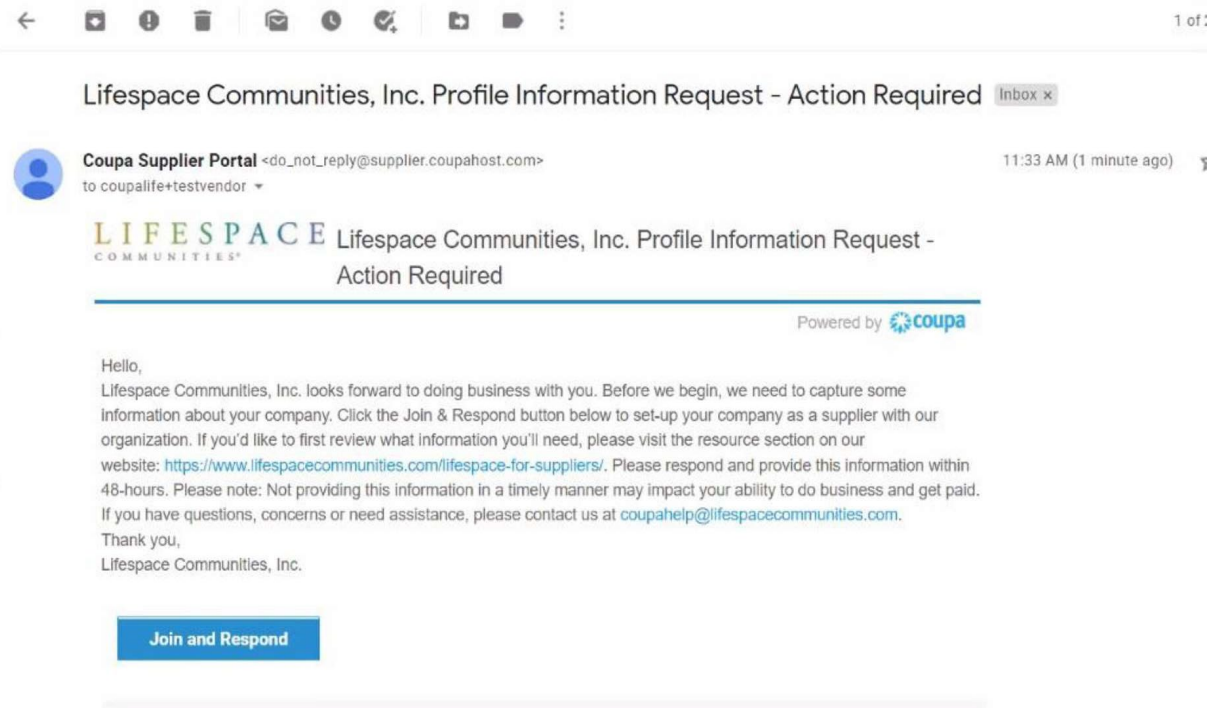 1 of 2
Lifespace Communities, Inc. Profile Information Request - Action Required Inbox ×
Coupa Supplier Portal <do_not_reply@supplier.coupahost.com> 11:33 AM (1 minute ago)
to coupalife+testvendor
LIFESPACE
COMMUNITIES®
Lifespace Communities, Inc. Profile Information Request -
Action Required
Powered by coupa
Hello,
Lifespace Communities, Inc. looks forward to doing business with you. Before we begin, we need to capture some
information about your company. Click the Join & Respond button below to set-up your company as a supplier with our
organization. If you'd like to first review what information you'll need, please visit the resource section on our
website: https://www.lifespacecommunities.com/lifespace-for-suppliers/. Please respond and provide this information within
48-hours. Please note: Not providing this information in a timely manner may impact your ability to do business and get paid.
If you have questions, concerns or need assistance, please contact us at coupahelp@lifespacecommunities.com.
Thank you,
Lifespace Communities, Inc.
Join and Respond